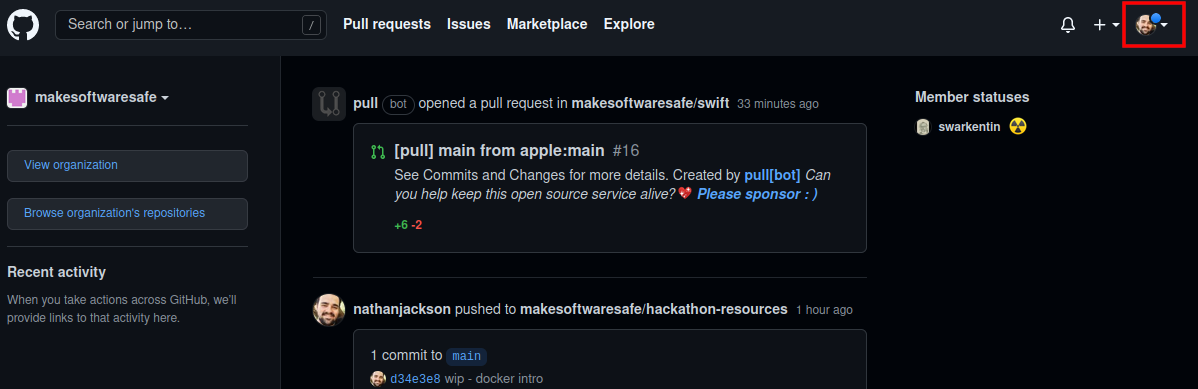 Search or jump to… /
Pull requests Issues Marketplace Explore
makesoftwaresafe
View organization
Browse organization's repositories
Recent activity
When you take actions across GitHub, we'll
provide links to that activity here.
pull bot opened a pull request in makesoftwaresafe/swift 33 minutes ago
[pull] main from apple:main #16
See Commits and Changes for more details. Created by pull[bot] Can
you help keep this open source service alive?💖 Please sponsor : )
+6 -2
nathanjackson pushed to makesoftwaresafe/hackathon-resources 1 hour ago
1 commit to main
d34e3e8 wip - docker intro
Member statuses
swarkentin ☢️